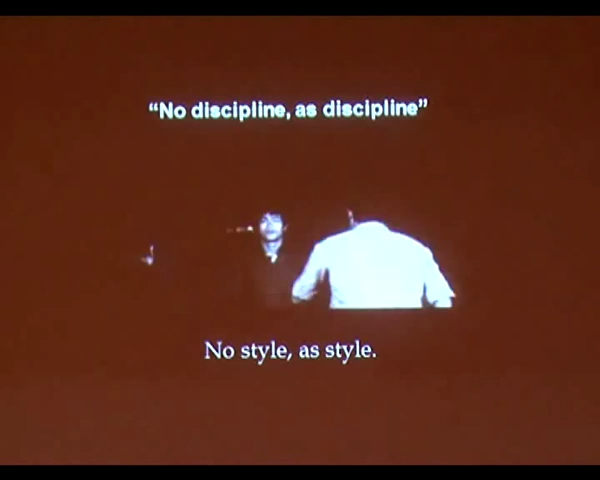 “No discipline, as discipline”
No style, as style.